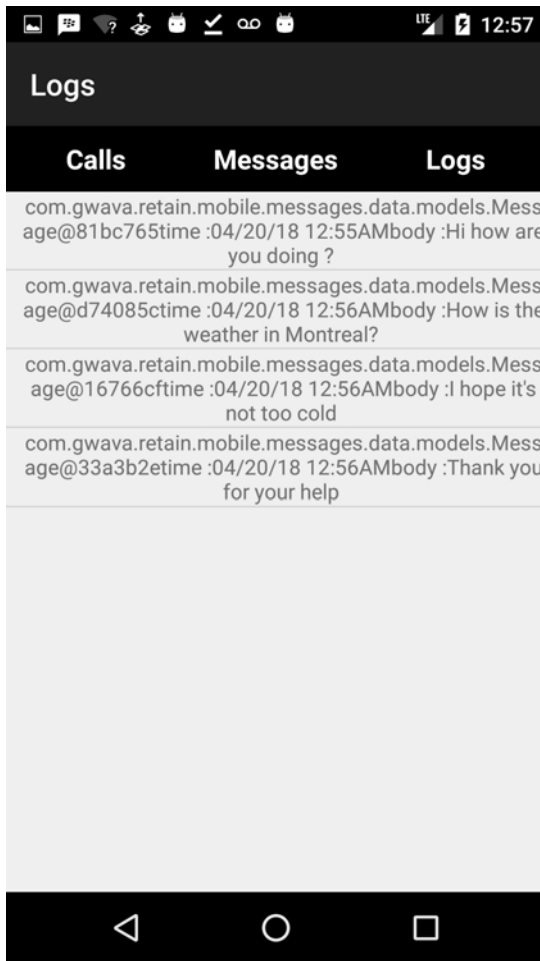 LTE 12:57
Logs
Calls Messages Logs
com.gwava.retain.mobile.messages.data.models.Mess
age@81bc765time :04/20/18 12:55AMbody :Hi how are
you doing ?
com.gwava.retain.mobile.messages.data.models.Mess
age@d74085ctime :04/20/18 12:56AMbody :How is the
weather in Montreal?
com.gwava.retain.mobile.messages.data.models.Mess
age@16766cftime :04/20/18 12:56AMbody :I hope it's
not too cold
com.gwava.retain.mobile.messages.data.models.Mess
age@33a3b2etime :04/20/18 12:56AMbody :Thank you
for your help